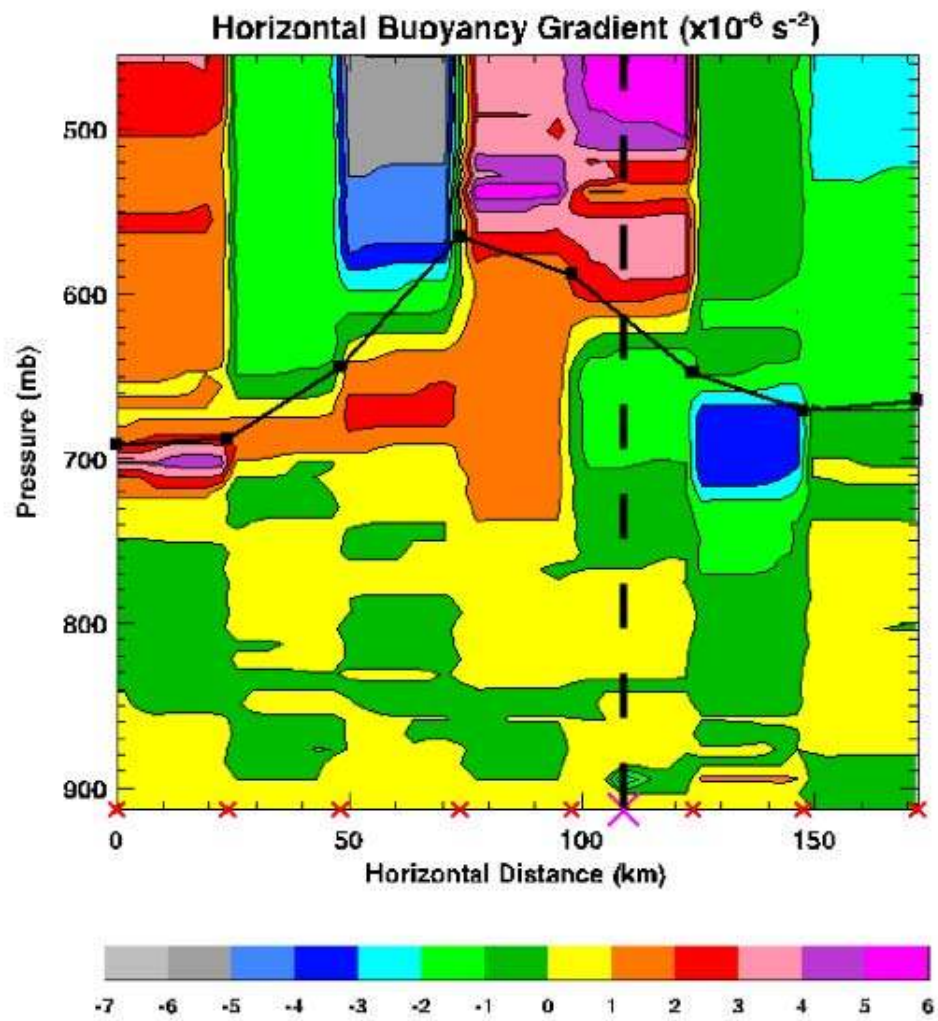 Horizontal Buoyancy Gradient (x10⁻⁶ s⁻²)
500
600
700
800
900
Pressure (mb)
0 50 100 150
Horizontal Distance (km)
-7 -6 -5 -4 -3 -2 -1 0 1 2 3 4 5 6